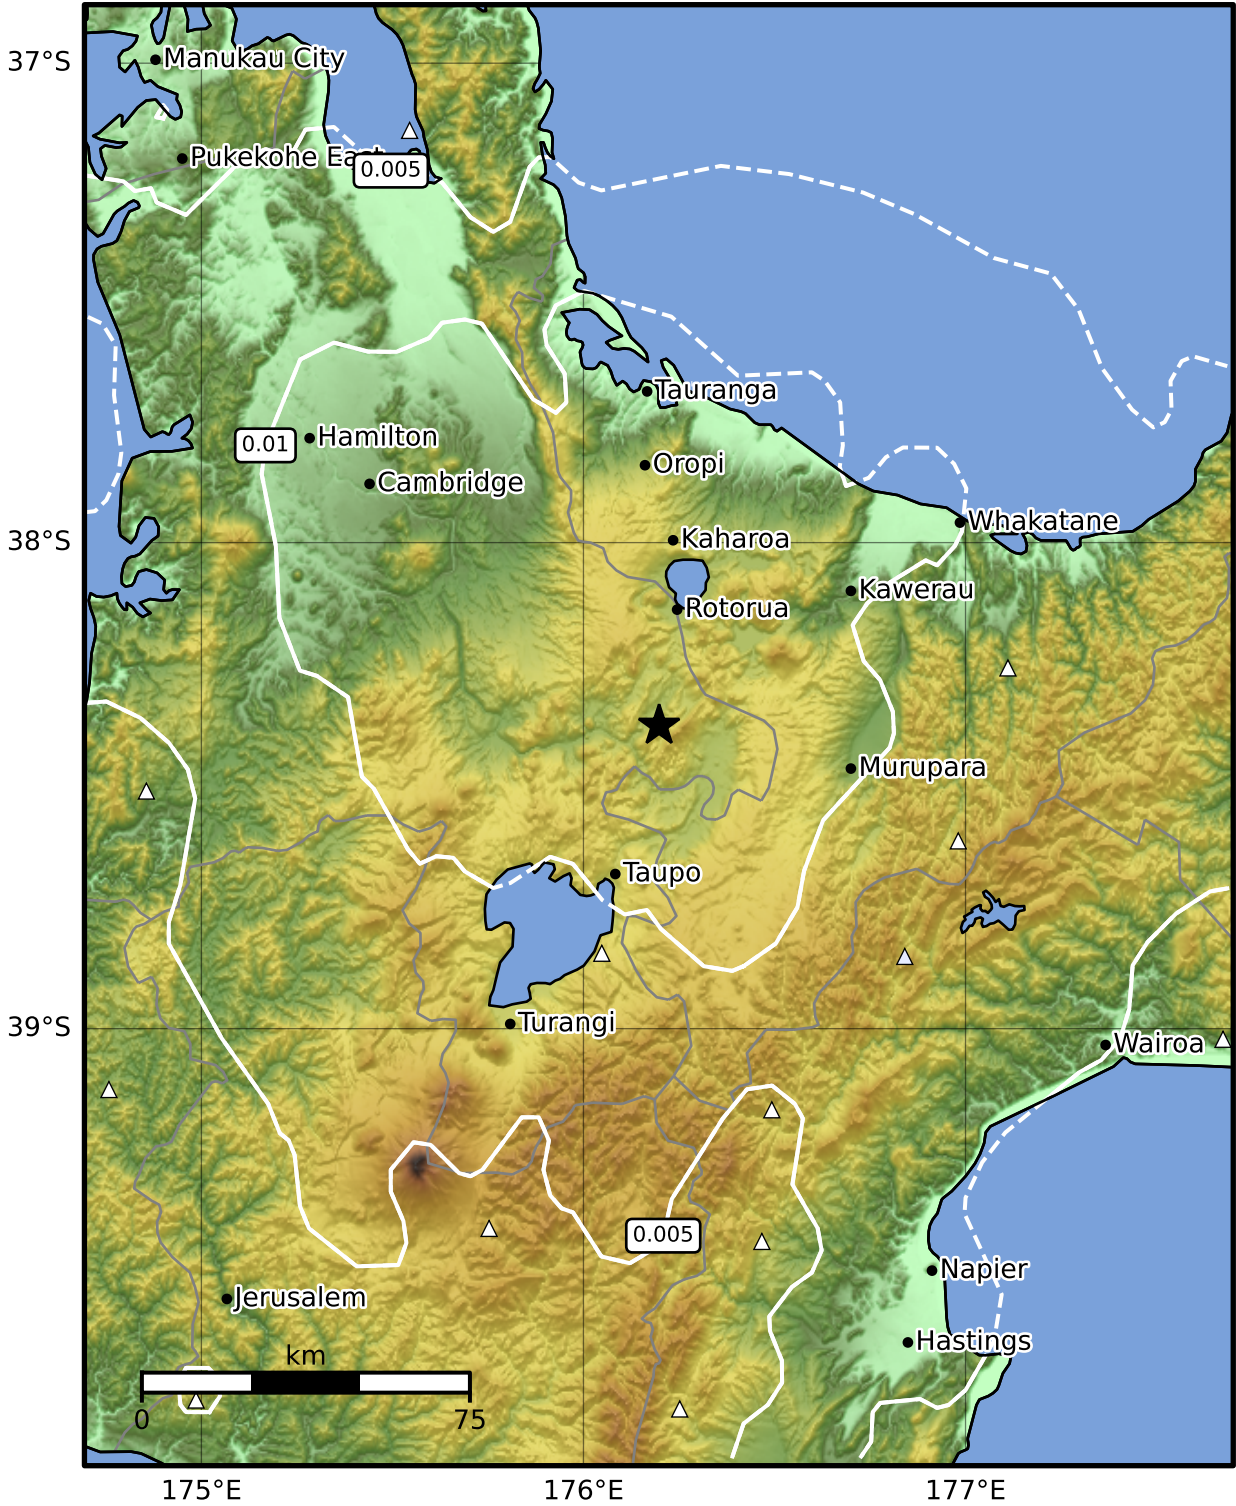 37°S
Manukau City
Pukekohe East
0.005
Tauranga
0.01
Hamilton
Oropi
Cambridge
Whakatane
38°S
Kaharoa
Kawerau
Rotorua
Murupara
Taupo
Turangi
39°S
Wairoa
0.005
Napier
Jerusalem
Hastings
km
0 75
175°E 176°E 177°E